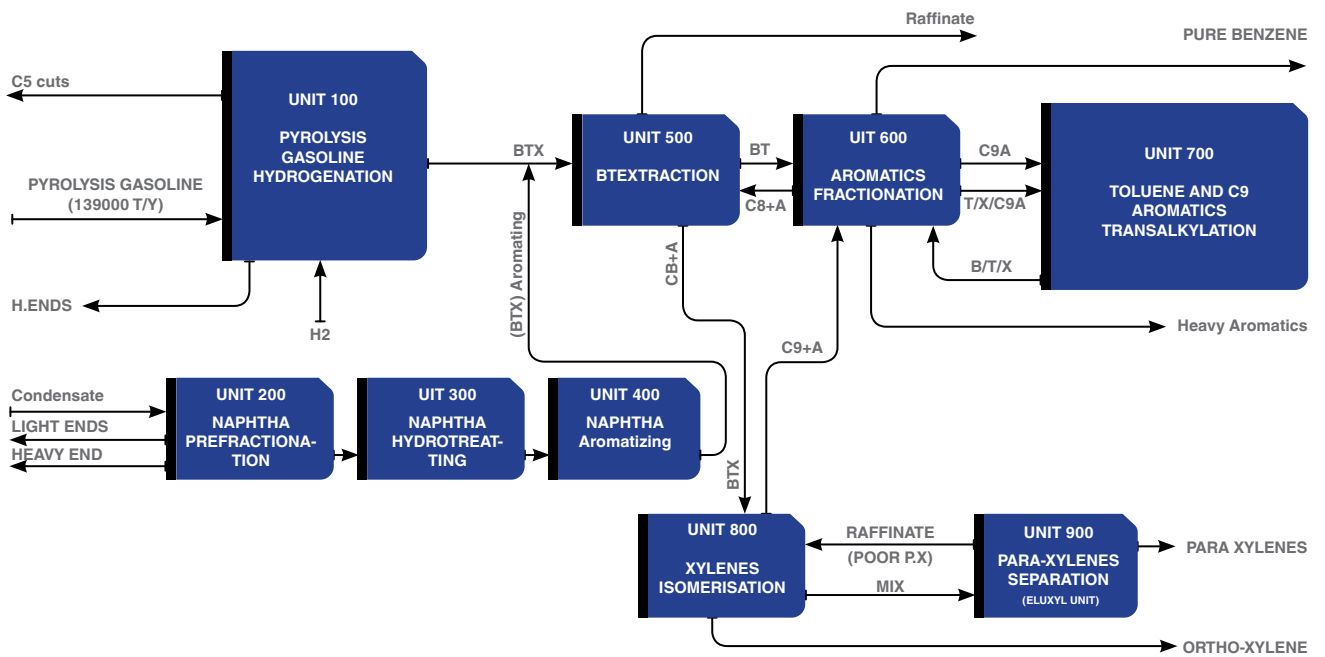 Raffinate
PURE BENZENE
C5 cuts
UNIT 100
PYROLYSIS
GASOLINE
HYDROGENATION
PYROLYSIS GASOLINE
(139000 T/Y)
H.ENDS
H2
BTX
(BTX) Aromating
UNIT 500
BTEXTRACTION
BT
C8+A
CB+A
UIT 600
AROMATICS
FRACTIONATION
C9A
T/X/C9A
B/T/X
UNIT 700
TOLUENE AND C9
AROMATICS
TRANSALKYLATION
Heavy Aromatics
C9+A
Condensate
LIGHT ENDS
HEAVY END
UNIT 200
NAPHTHA
PREFRACTIONA-
TION
UIT 300
NAPHTHA
HYDROTREAT-
TING
UNIT 400
NAPHTHA
Aromatizing
BTX
UNIT 800
XYLENES
ISOMERISATION
RAFFINATE
(POOR P.X)
MIX
UNIT 900
PARA-XYLENES
SEPARATION
(ELUXYL UNIT)
PARA XYLENES
ORTHO-XYLENE